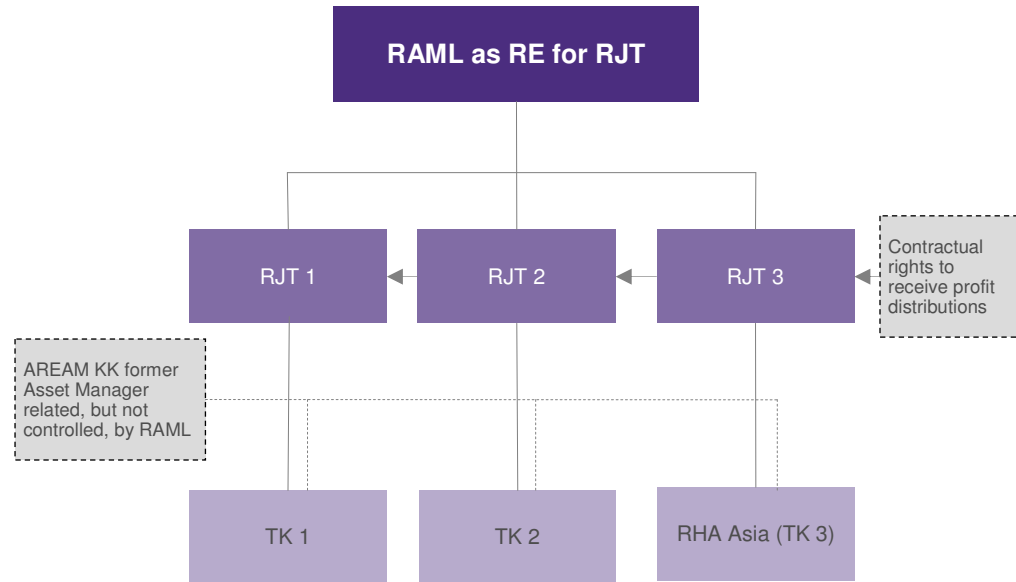 RAML as RE for RJT
RJT 1
RJT 2
RJT 3
Contractual
rights to
receive profit
distributions
AREAM KK former
Asset Manager
related, but not
controlled, by RAML
TK 1
TK 2
RHA Asia (TK 3)